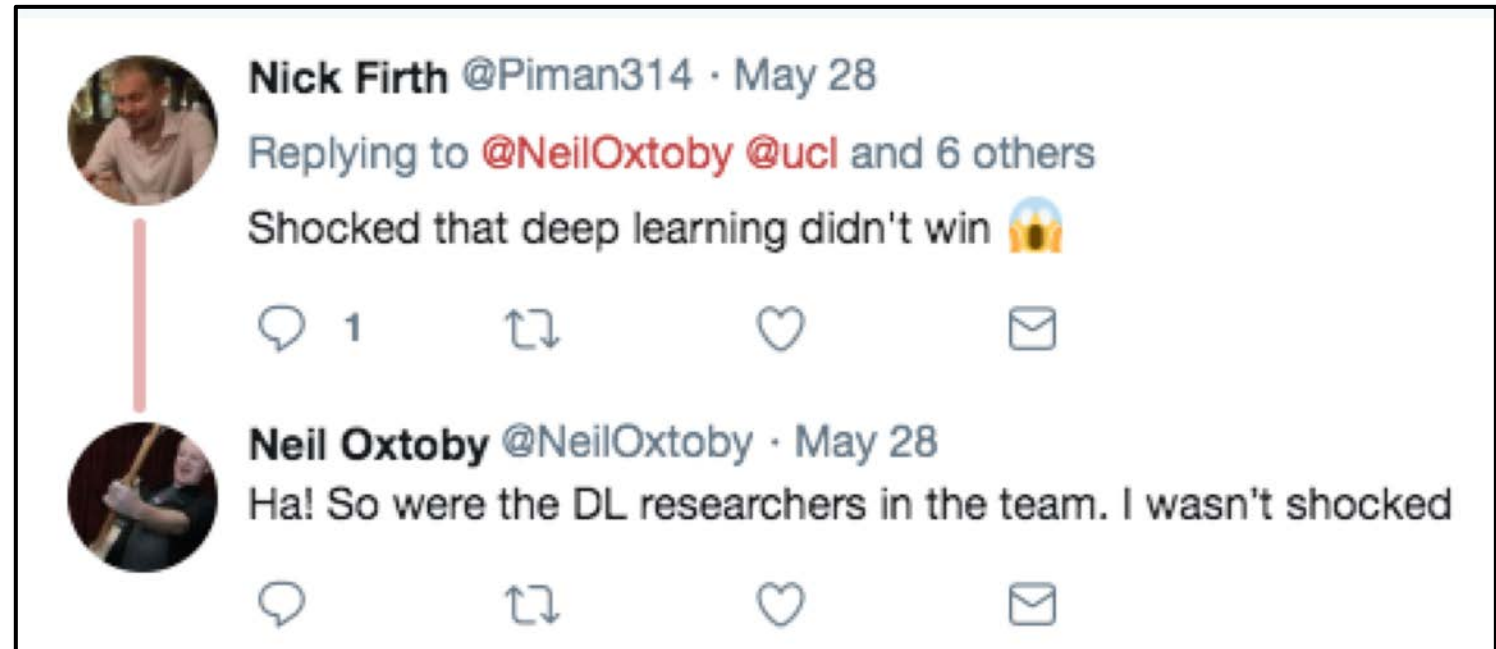 Nick Firth @Piman314 · May 28
Replying to @NeilOxtoby @ucl and 6 others
Shocked that deep learning didn't win 😱
1
Neil Oxtoby @NeilOxtoby · May 28
Ha! So were the DL researchers in the team. I wasn't shocked